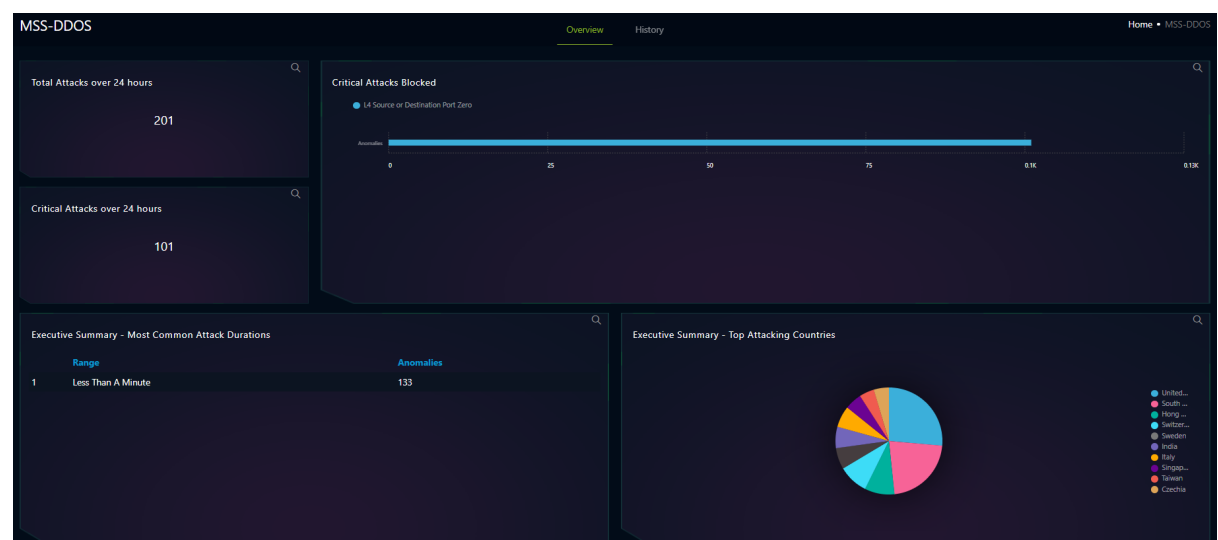 MSS-DDOS
Overview History
Home • MSS-DDOS
Total Attacks over 24 hours
201
Critical Attacks Blocked
L4 Source or Destination Port Zero
Anomalies
0 25 50 75 0.1K 0.13K
Critical Attacks over 24 hours
101
Executive Summary - Most Common Attack Durations
Range Anomalies
1 Less Than A Minute 133
Executive Summary - Top Attacking Countries
United...
South ...
Hong ...
Switzer...
Sweden
India
Italy
Singap...
Taiwan
Czechia